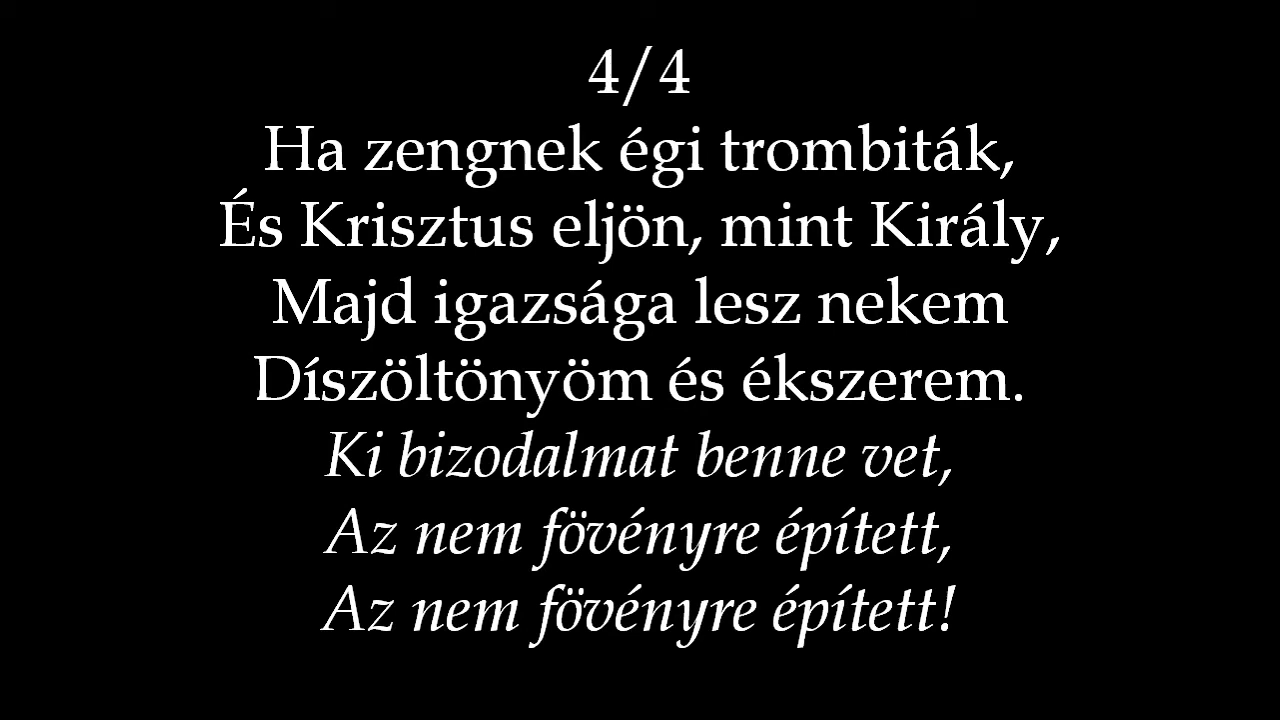 4/4
Ha zengnek égi trombiták,
És Krisztus eljön, mint Király,
Majd igazsága lesz nekem
Díszöltönyöm és ékszerem.
Ki bizodalmat benne vet,
Az nem fövényre épített,
Az nem fövényre épített!